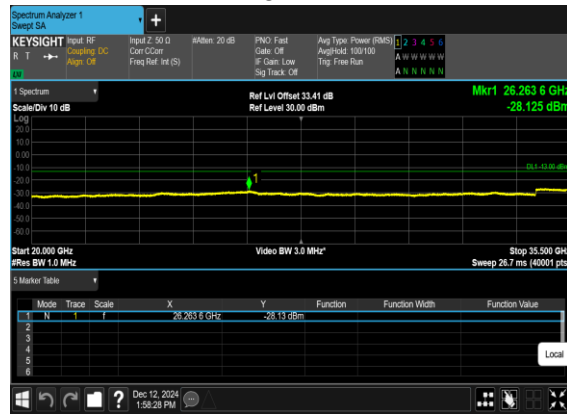 Spectrum Analyzer 1
Swept SA
+
KEYSIGHT Input: RF Input Z: 50 Ω #Atten: 20 dB PNO: Fast Avg Type: Power (RMS) 1 2 3 4 5 6
R T Coupling: DC Corr CCorr Gate: Off Avg|Hold: 100/100 A W W W W W
Align: Off Freq Ref: Int (S) IF Gain: Low Trig: Free Run
Sig Track: Off A N N N N N
1 Spectrum Ref Lvl Offset 33.41 dB Mkr1 26.263 6 GHz
Scale/Div 10 dB Ref Level 30.00 dBm -28.125 dBm
Log
20.0
10.0
0.00
-10.0 DL1 -13.00 dBm
-20.0 1
-30.0
-40.0
-50.0
-60.0
Start 20.000 GHz Video BW 3.0 MHz* Stop 35.500 GHz
#Res BW 1.0 MHz Sweep 26.7 ms (40001 pts)
5 Marker Table
Mode Trace Scale X Y Function Function Width Function Value
1 N 1 f 26.263 6 GHz -28.13 dBm
2
3
4
5
6
Local
? Dec 12, 2024
1:58:28 PM